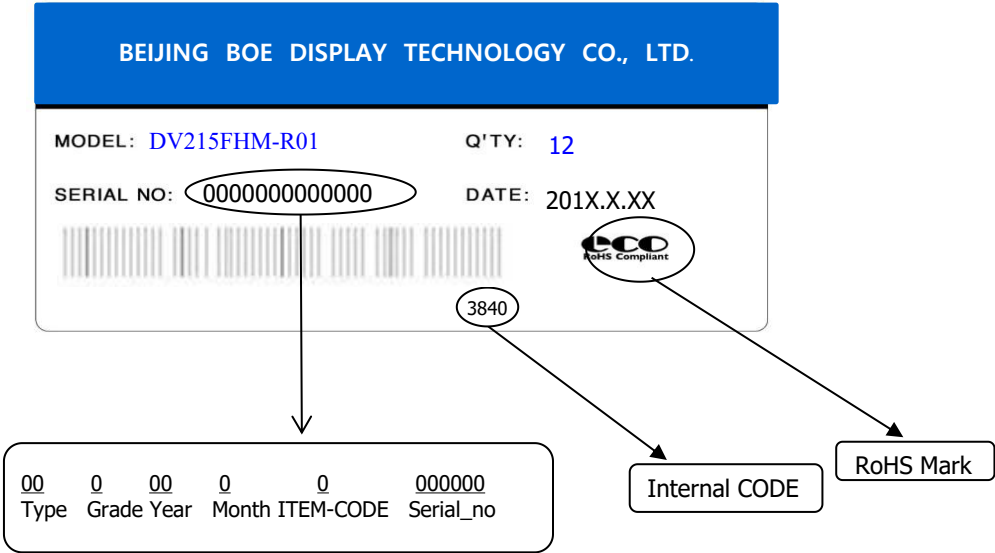 BEIJING BOE DISPLAY TECHNOLOGY CO., LTD.
MODEL: DV215FHM-R01 Q'TY: 12
SERIAL NO: 0000000000000 DATE: 201X.X.XX
eco
RoHS Compliant
3840
00 0 00 0 0 000000
Type Grade Year Month ITEM-CODE Serial_no
Internal CODE
RoHS Mark